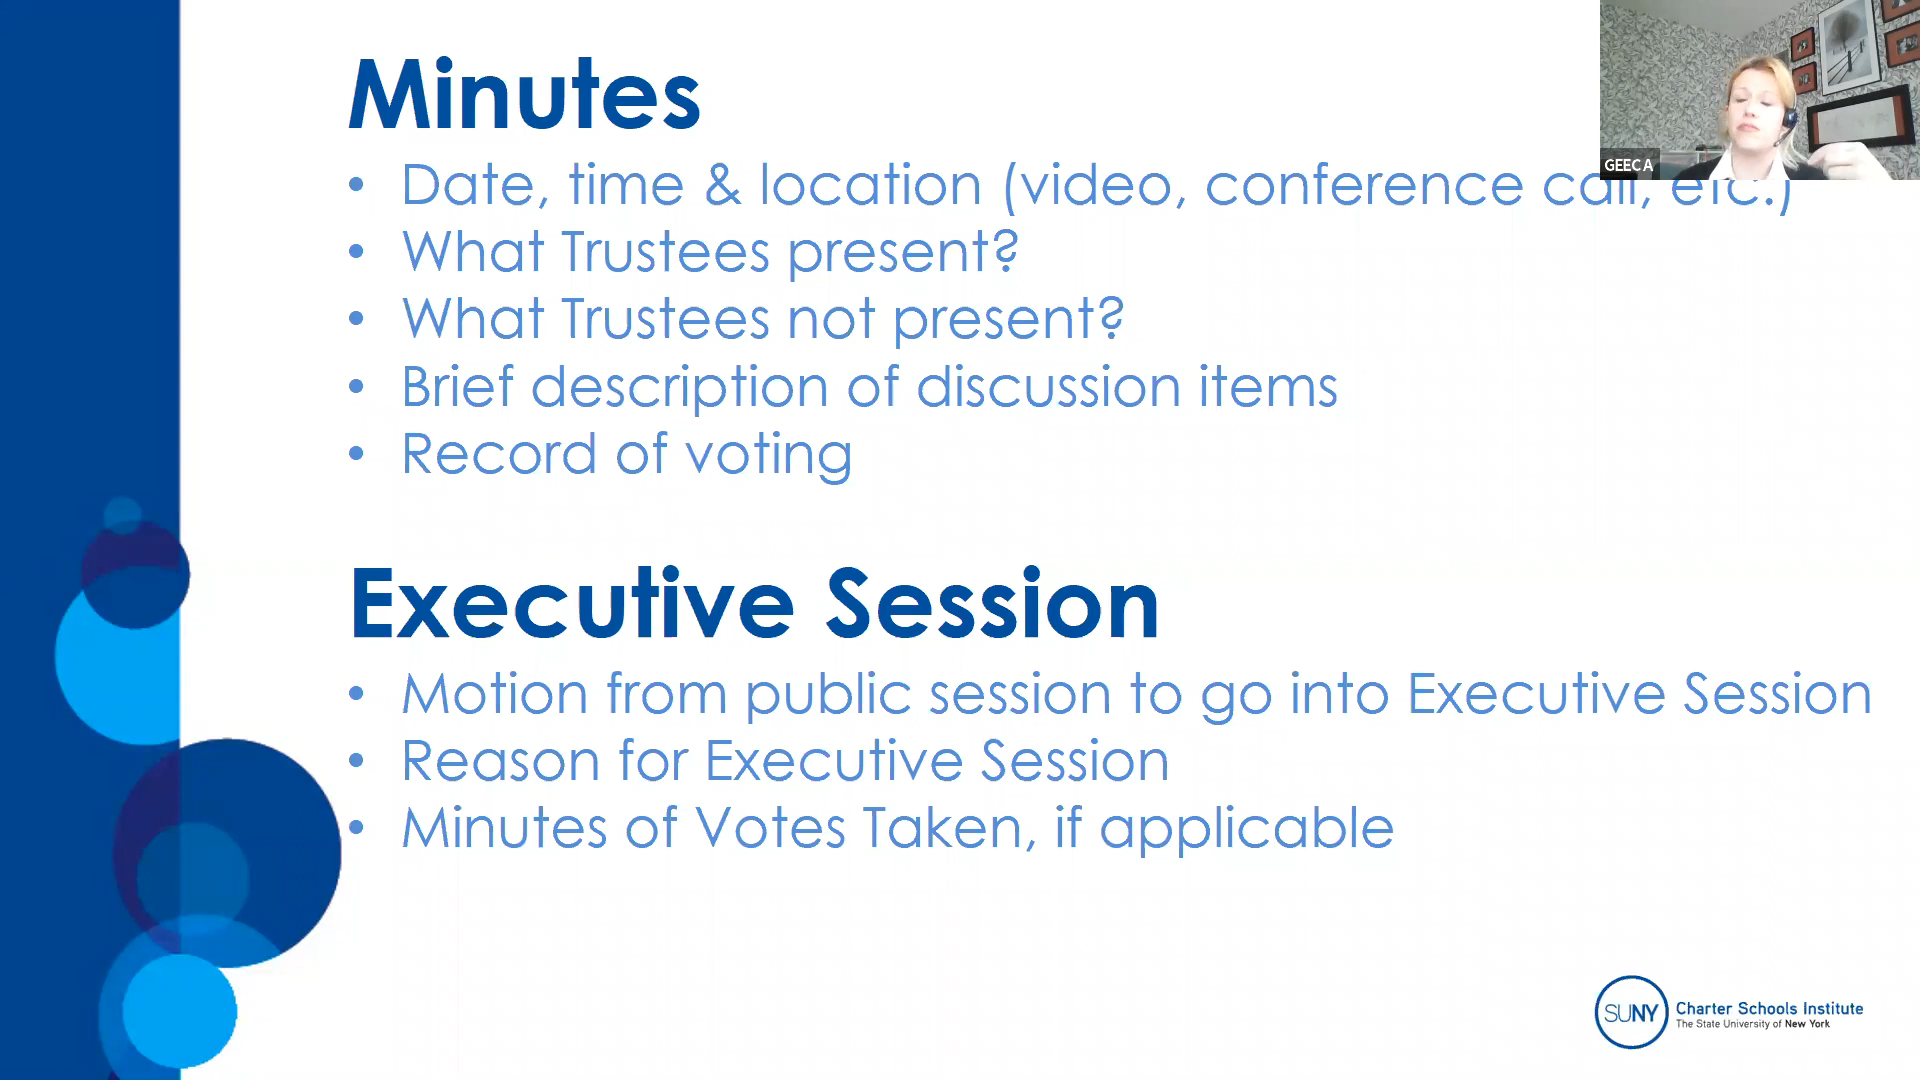 Minutes
• Date, time & location (video, conference call, etc.)
• What Trustees present?
• What Trustees not present?
• Brief description of discussion items
• Record of voting
Executive Session
• Motion from public session to go into Executive Session
• Reason for Executive Session
• Minutes of Votes Taken, if applicable
GEEC A
SUNY
Charter Schools Institute
The State University of New York